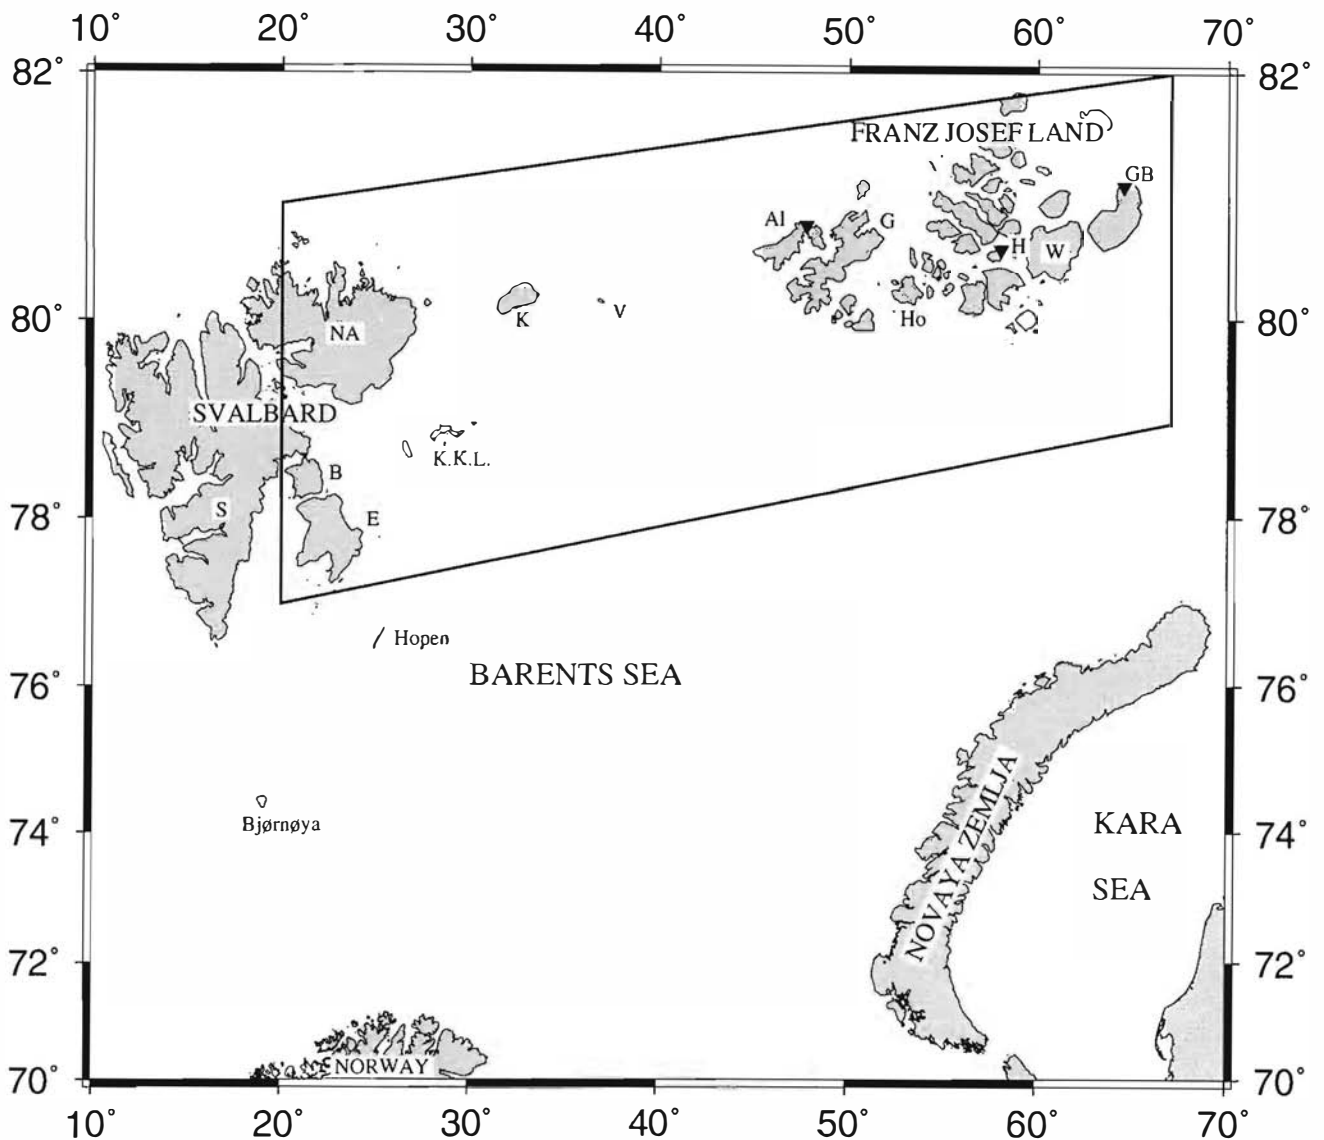 10° 20° 30° 40° 50° 60° 70°
82° 82°
FRANZ JOSEF LAND
GB
Al G
H W
K V Ho
80° 80°
NA
SVALBARD
K.K.L.
B
S E
78° 78°
Hopen
BARENTS SEA
76° 76°
NOVAYA ZEMLJA
Bjørnøya
KARA
SEA
74° 74°
72° 72°
NORWAY
70° 70°
10° 20° 30° 40° 50° 60° 70°